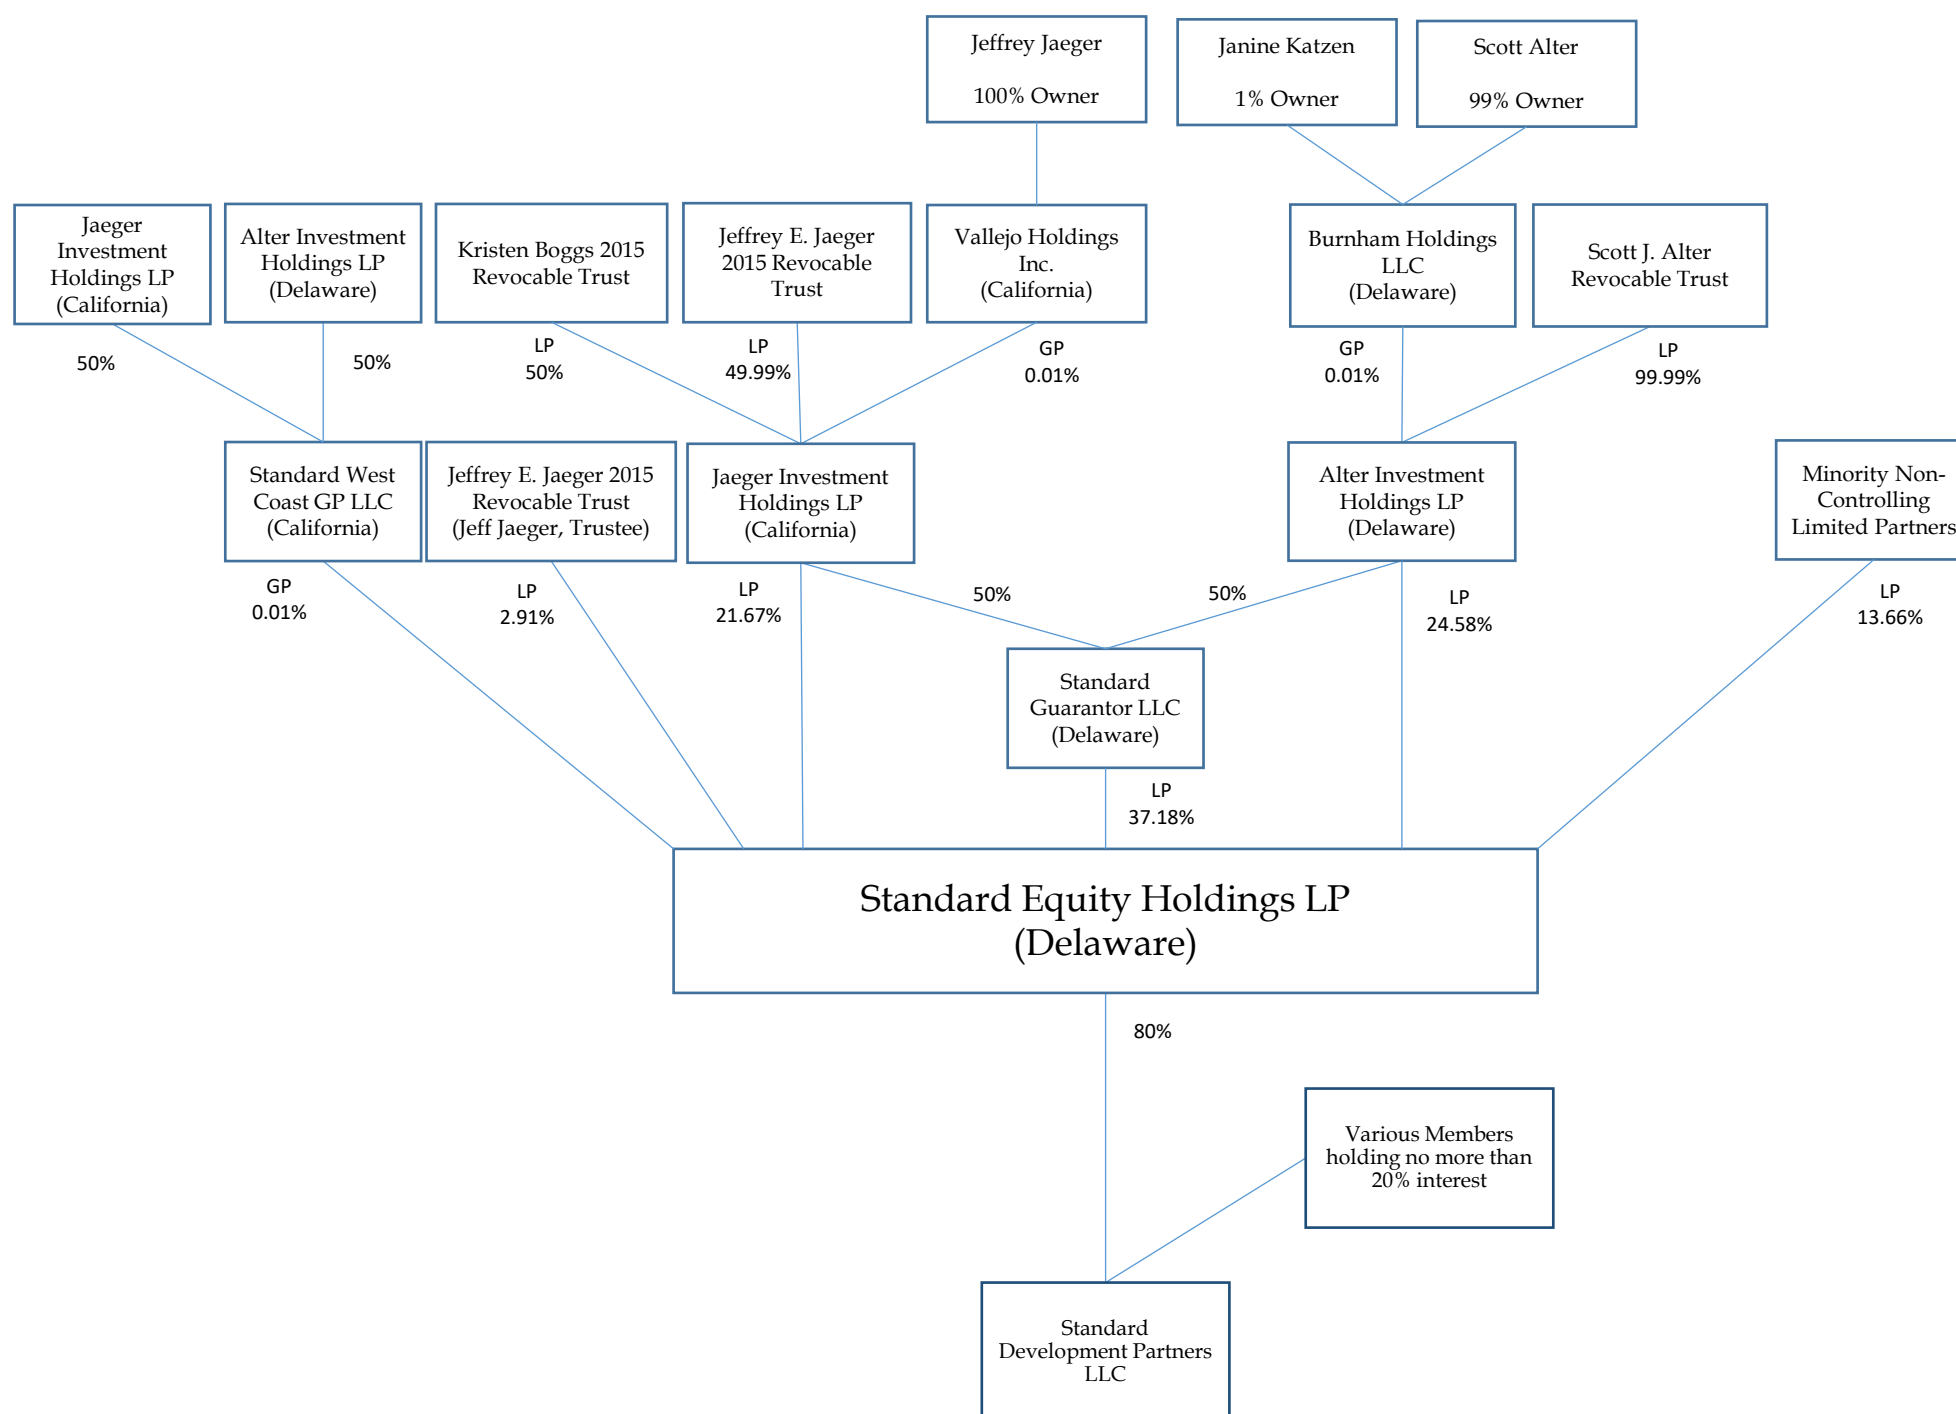 Jeffrey Jaeger
100% Owner
Janine Katzen
1% Owner
Scott Alter
99% Owner
Jaeger
Investment
Holdings LP
(California)
Alter Investment
Holdings LP
(Delaware)
Kristen Boggs 2015
Revocable Trust
Jeffrey E. Jaeger
2015 Revocable
Trust
Vallejo Holdings
Inc.
(California)
Burnham Holdings
LLC
(Delaware)
Scott J. Alter
Revocable Trust
50%
50%
LP
50%
LP
49.99%
GP
0.01%
GP
0.01%
LP
99.99%
Standard West
Coast GP LLC
(California)
Jeffrey E. Jaeger 2015
Revocable Trust
(Jeff Jaeger, Trustee)
Jaeger Investment
Holdings LP
(California)
Alter Investment
Holdings LP
(Delaware)
Minority Non-
Controlling
Limited Partners
GP
0.01%
LP
2.91%
LP
21.67%
50%
50%
LP
24.58%
LP
13.66%
Standard
Guarantor LLC
(Delaware)
LP
37.18%
Standard Equity Holdings LP
(Delaware)
80%
Various Members
holding no more than
20% interest
Standard
Development Partners
LLC